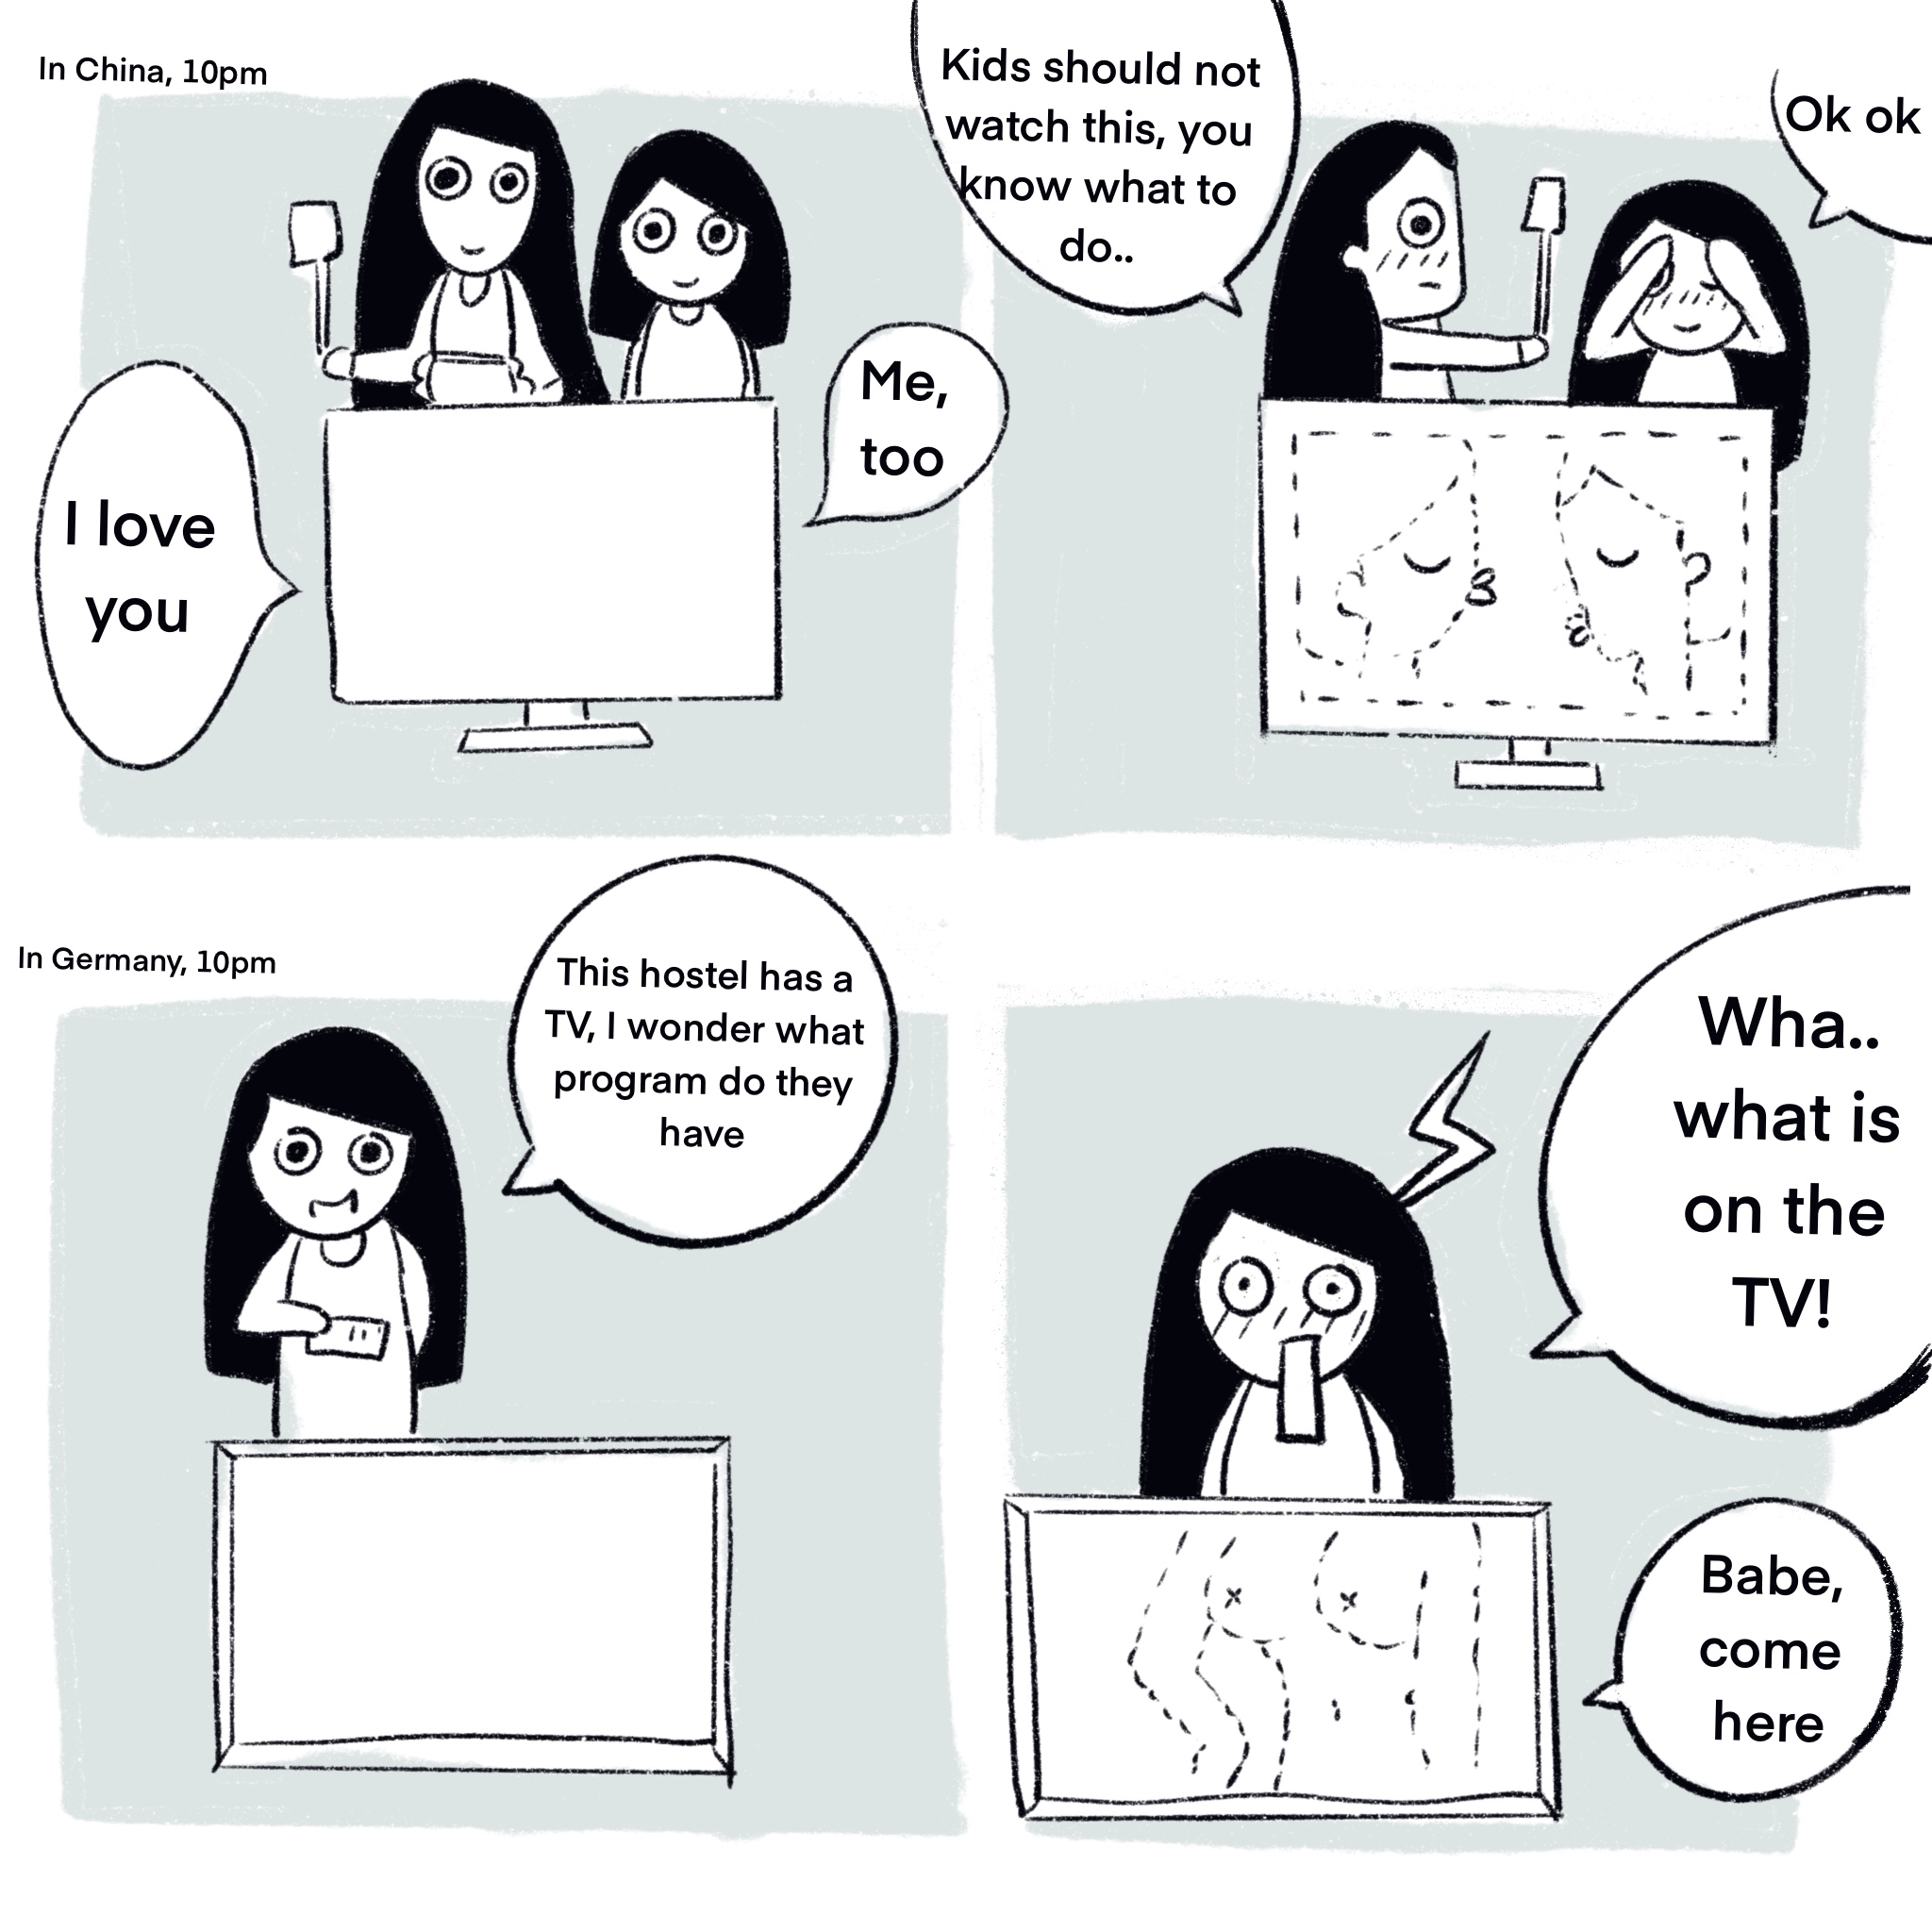 In China, 10pm
I love
you
Me,
too
Kids should not
watch this, you
know what to
do..
Ok ok
In Germany, 10pm
This hostel has a
TV, I wonder what
program do they
have
Wha..
what is
on the
TV!
Babe,
come
here